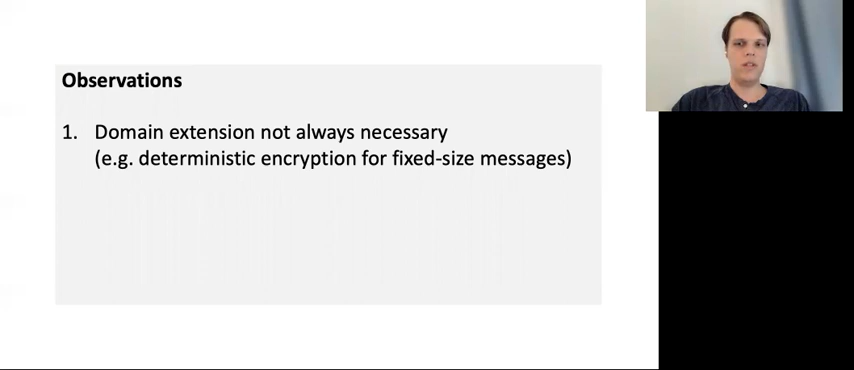 Observations
1. Domain extension not always necessary
(e.g. deterministic encryption for fixed-size messages)